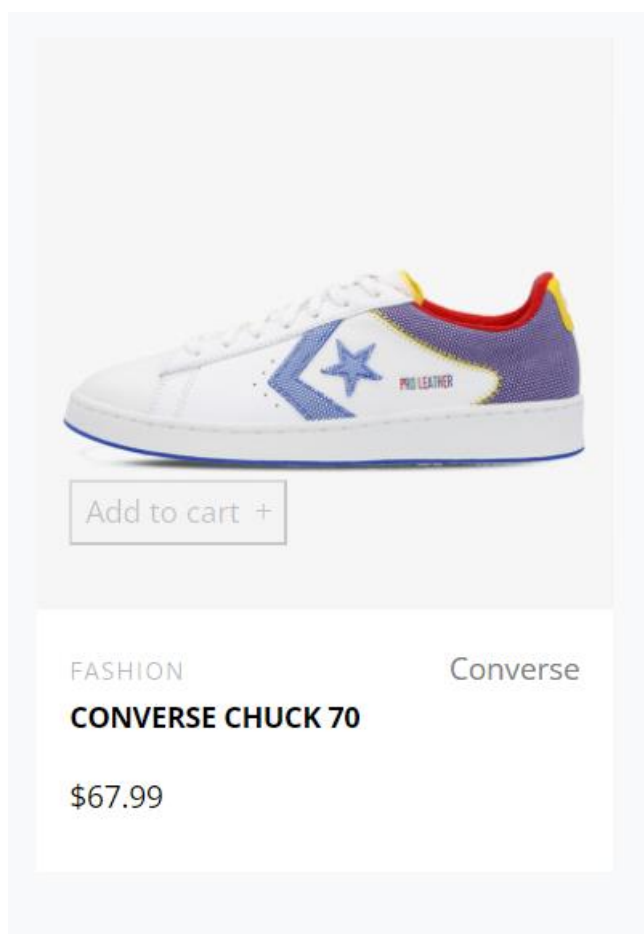 PRO LEATHER
Add to cart +
FASHION
Converse
CONVERSE CHUCK 70
$67.99